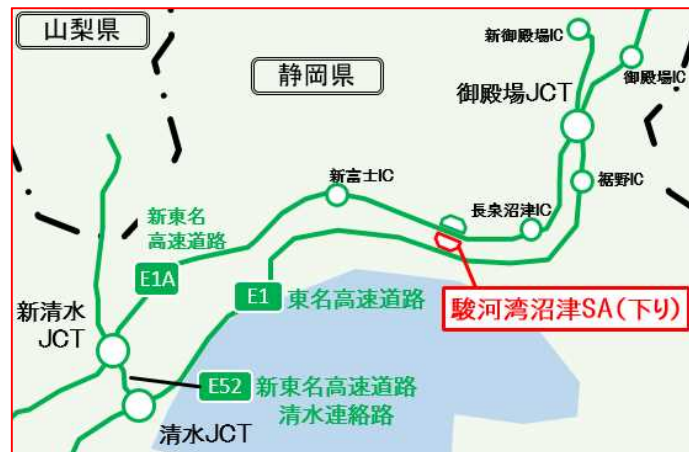 山梨県
静岡県
新御殿場IC
御殿場JCT
御殿場IC
新富士IC
長泉沼津IC
裾野IC
新東名
高速道路
E1A
E1
東名高速道路
駿河湾沼津SA(下り)
新清水
JCT
E52
新東名高速道路
清水連絡路
清水JCT